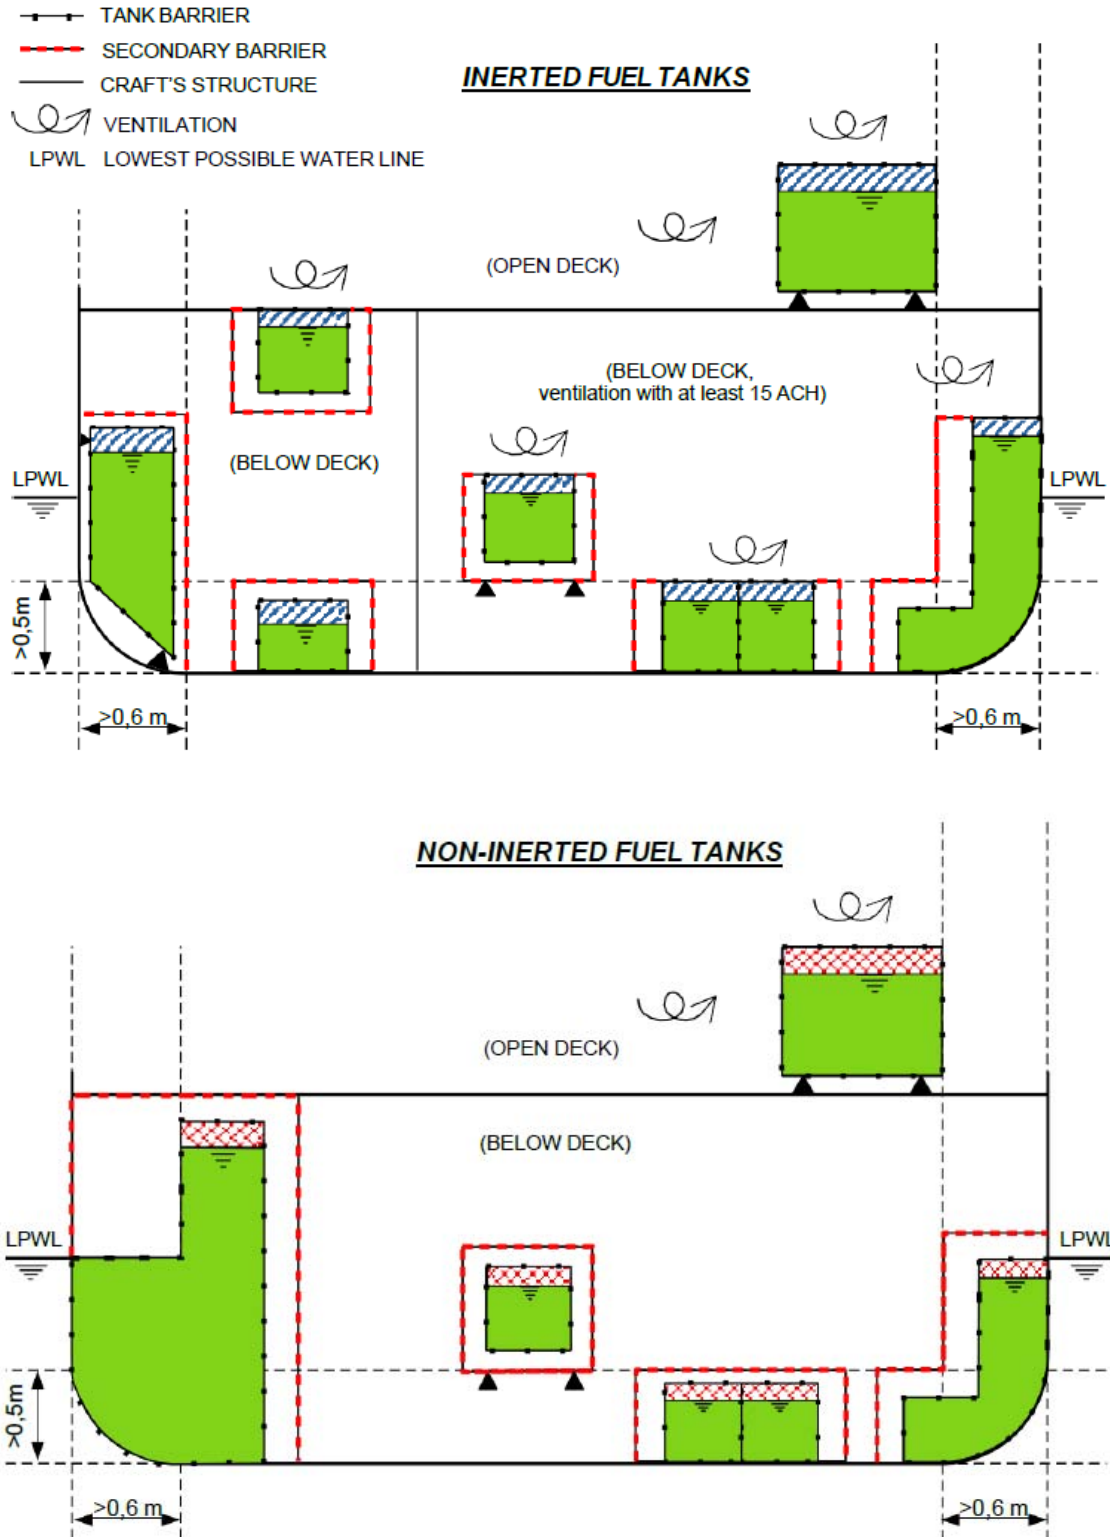 TANK BARRIER
SECONDARY BARRIER
CRAFT'S STRUCTURE
VENTILATION
LPWL LOWEST POSSIBLE WATER LINE
INERTED FUEL TANKS
(OPEN DECK)
(BELOW DECK,
ventilation with at least 15 ACH)
(BELOW DECK)
LPWL
LPWL
>0,5m
>0,6 m
>0,6 m
NON-INERTED FUEL TANKS
(OPEN DECK)
(BELOW DECK)
LPWL
LPWL
>0,5m
>0,6 m
>0,6 m